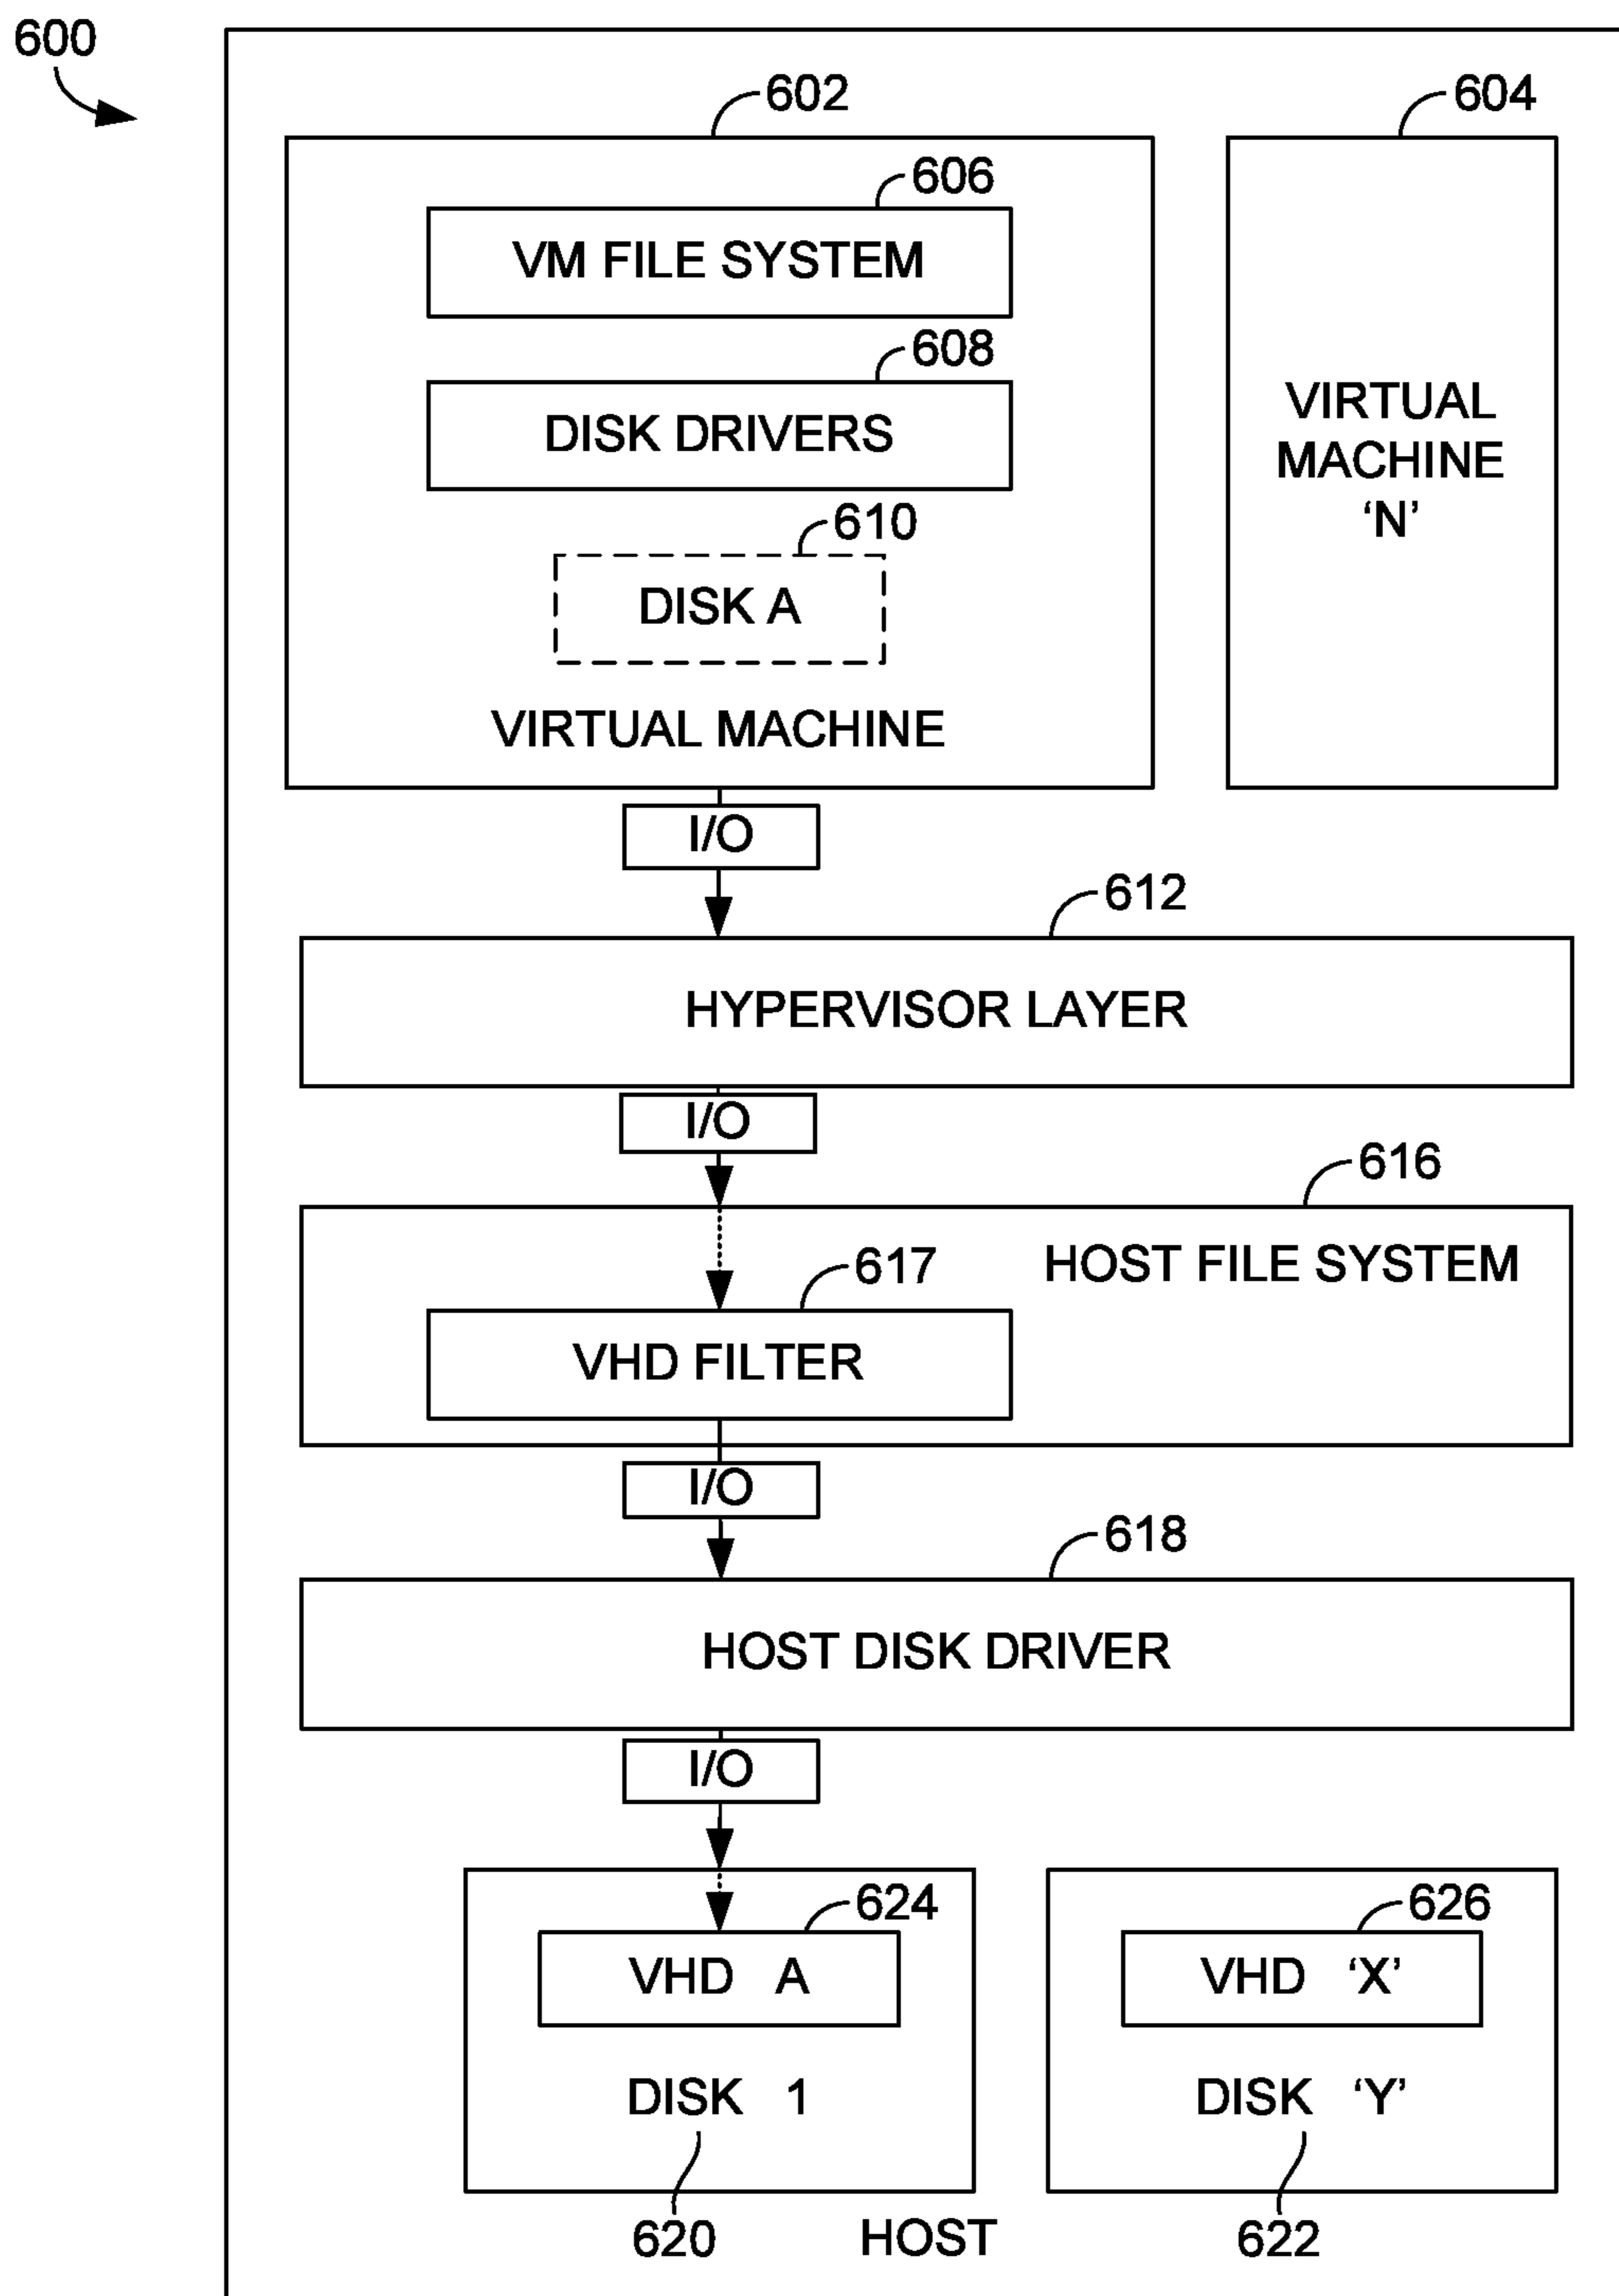 600
602
604
606
VM FILE SYSTEM
608
DISK DRIVERS
610
DISK A
VIRTUAL MACHINE
VIRTUAL
MACHINE
‘N’
I/O
612
HYPERVISOR LAYER
I/O
616
HOST FILE SYSTEM
617
VHD FILTER
I/O
618
HOST DISK DRIVER
I/O
624
VHD A
DISK 1
620
626
VHD ‘X’
DISK ‘Y’
622
HOST